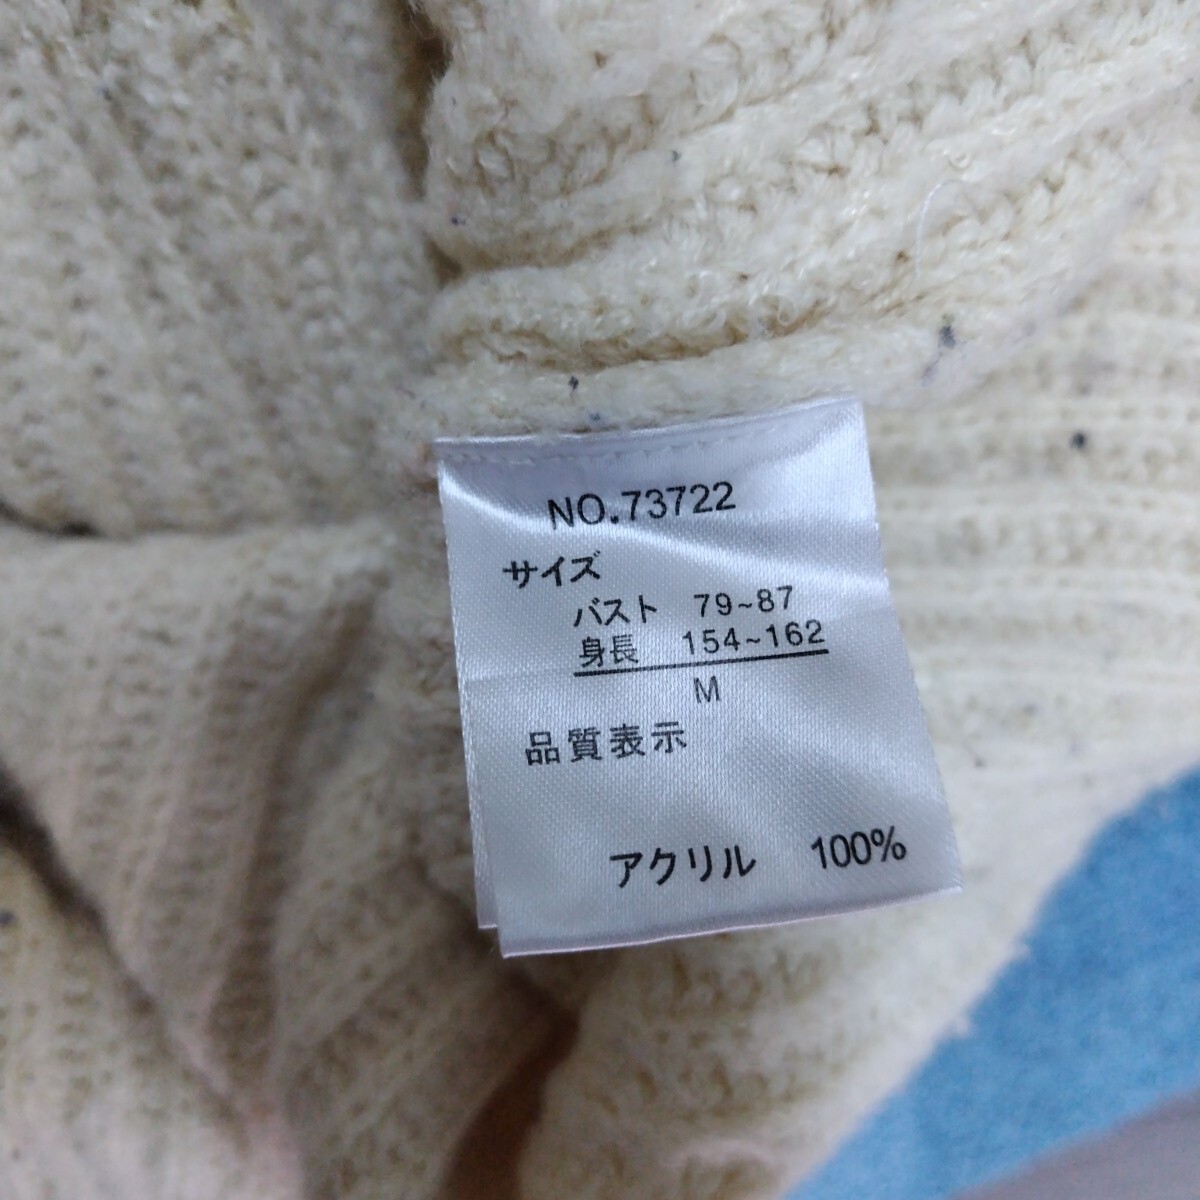 NO.73722
サイズ
バスト 79~87
身長 154~162
M
品質表示
アクリル 100%